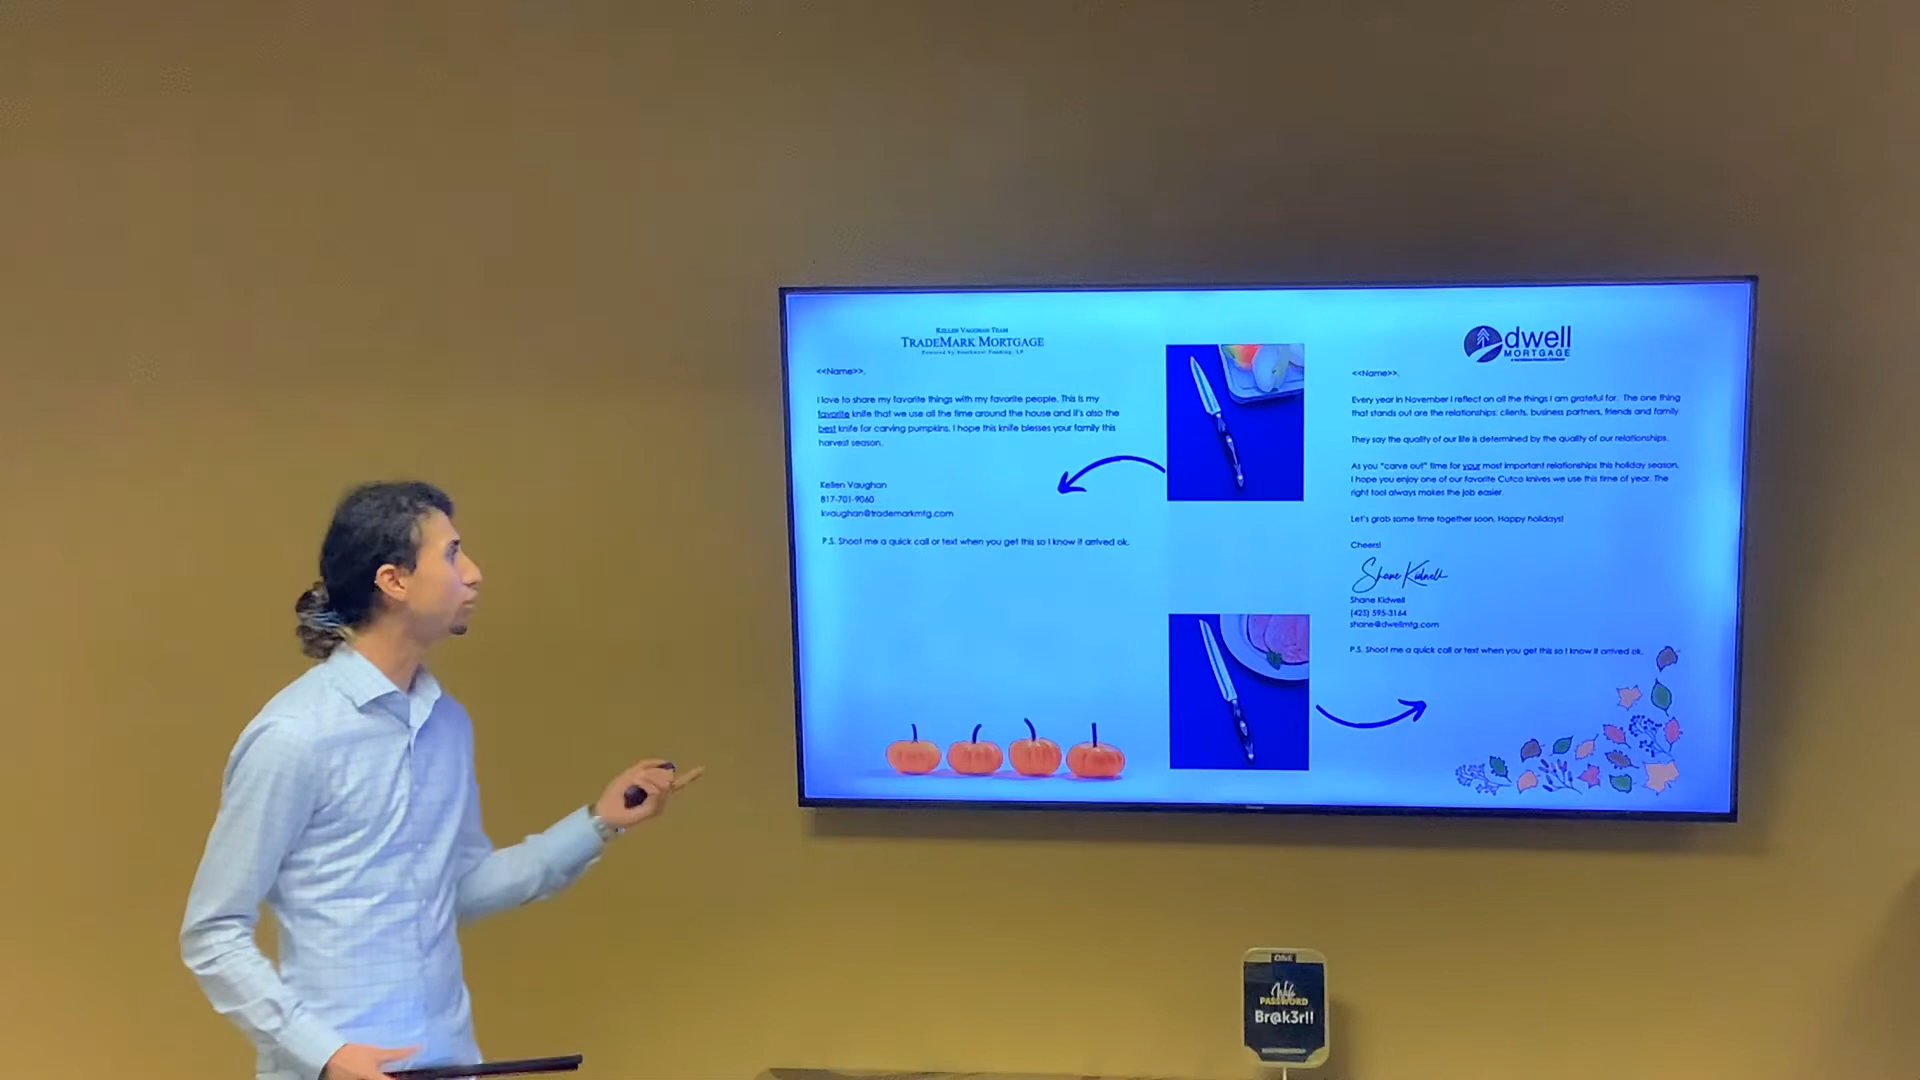 KELLEN VAUGHAN TEAM
TRADEMARK MORTGAGE
Powered by Southwest Funding, LP
<<Name>>,
I love to share my favorite things with my favorite people. This is my
favorite knife that we use all the time around the house and it's also the
best knife for carving pumpkins. I hope this knife blesses your family this
harvest season.
Kellen Vaughan
817-701-9060
kvaughan@trademarkmtg.com
P.S. Shoot me a quick call or text when you get this so I know it arrived ok.
dwell
MORTGAGE
<<Name>>,
Every year in November I reflect on all the things I am grateful for. The one thing
that stands out are the relationships: clients, business partners, friends and family.
They say the quality of our life is determined by the quality of our relationships.
As you "carve out" time for your most important relationships this holiday season,
I hope you enjoy one of our favorite Cutco knives we use this time of year. The
right tool always makes the job easier.
Let's grab some time together soon. Happy holidays!
Cheers!
Shane Kidwell
Shane Kidwell
(425) 595-3164
shane@dwellmtg.com
P.S. Shoot me a quick call or text when you get this so I know it arrived ok.
ONE
Wifi
PASSWORD
Br@k3r!!